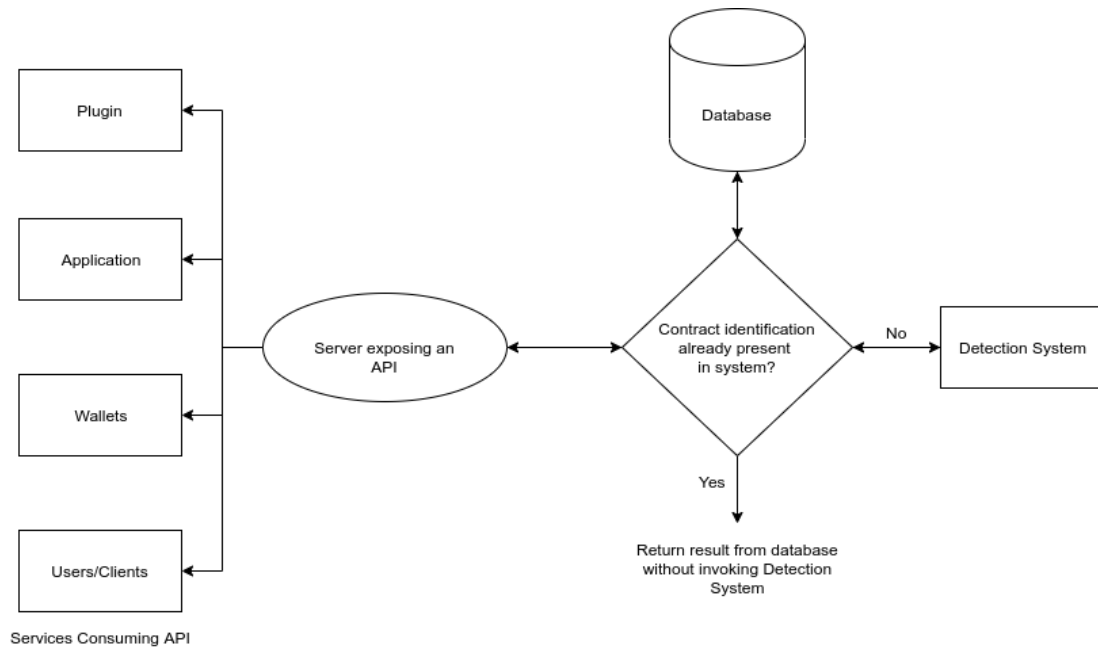 Plugin
Application
Wallets
Users/Clients
Services Consuming API
Server exposing an
API
Database
Contract identification
already present
in system?
No
Detection System
Yes
Return result from database
without invoking Detection
System